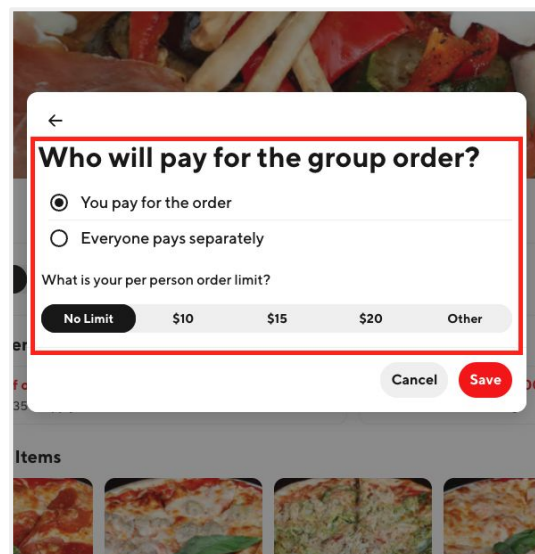 Who will pay for the group order?
You pay for the order
Everyone pays separately
What is your per person order limit?
No Limit $10 $15 $20 Other
Cancel Save
Items